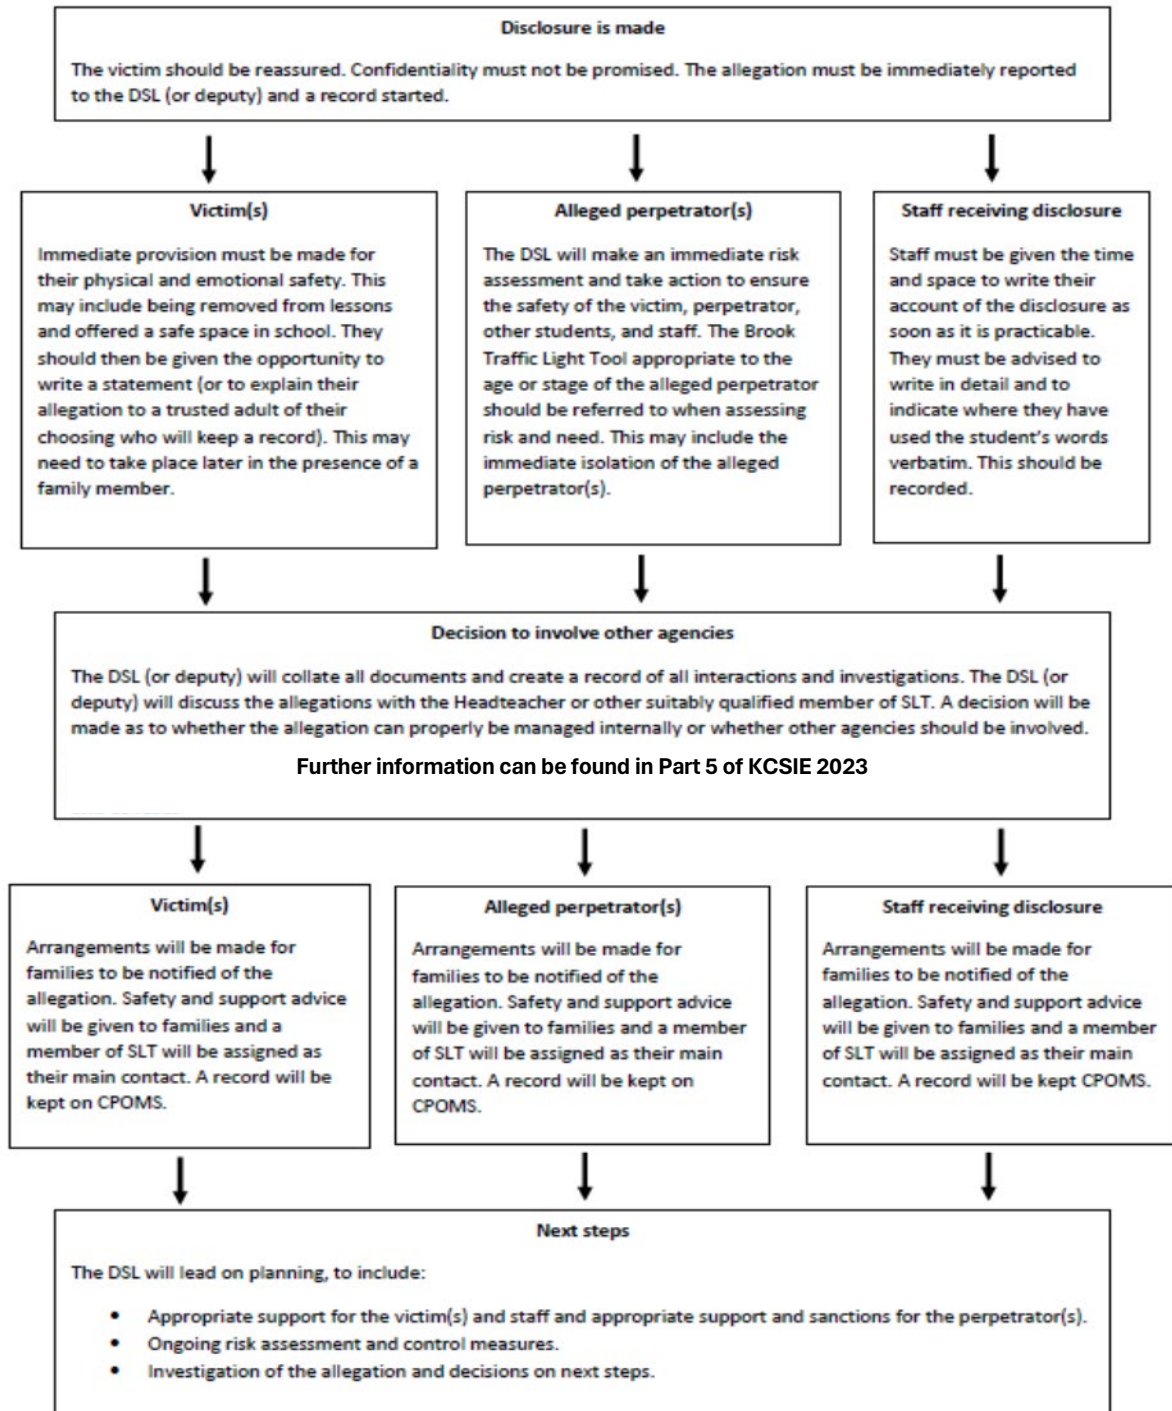 Disclosure is made
The victim should be reassured. Confidentiality must not be promised. The allegation must be immediately reported
to the DSL (or deputy) and a record started.
Victim(s)
Immediate provision must be made for
their physical and emotional safety. This
may include being removed from lessons
and offered a safe space in school. They
should then be given the opportunity to
write a statement (or to explain their
allegation to a trusted adult of their
choosing who will keep a record). This may
need to take place later in the presence of a
family member.
Alleged perpetrator(s)
The DSL will make an immediate risk
assessment and take action to ensure
the safety of the victim, perpetrator,
other students, and staff. The Brook
Traffic Light Tool appropriate to the
age or stage of the alleged perpetrator
should be referred to when assessing
risk and need. This may include the
immediate isolation of the alleged
perpetrator(s).
Staff receiving disclosure
Staff must be given the time
and space to write their
account of the disclosure as
soon as it is practicable.
They must be advised to
write in detail and to
indicate where they have
used the student's words
verbatim. This should be
recorded.
Decision to involve other agencies
The DSL (or deputy) will collate all documents and create a record of all interactions and investigations. The DSL (or
deputy) will discuss the allegations with the Headteacher or other suitably qualified member of SLT. A decision will be
made as to whether the allegation can properly be managed internally or whether other agencies should be involved.
Further information can be found in Part 5 of KCSIE 2023
Victim(s)
Arrangements will be made for
families to be notified of the
allegation. Safety and support advice
will be given to families and a
member of SLT will be assigned as
their main contact. A record will be
kept on CPOMS.
Alleged perpetrator(s)
Arrangements will be made for
families to be notified of the
allegation. Safety and support advice
will be given to families and a member
of SLT will be assigned as their main
contact. A record will be kept on
CPOMS.
Staff receiving disclosure
Arrangements will be made for
families to be notified of the
allegation. Safety and support advice
will be given to families and a member
of SLT will be assigned as their main
contact. A record will be kept CPOMS.
Next steps
The DSL will lead on planning, to include:
• Appropriate support for the victim(s) and staff and appropriate support and sanctions for the perpetrator(s).
• Ongoing risk assessment and control measures.
• Investigation of the allegation and decisions on next steps.